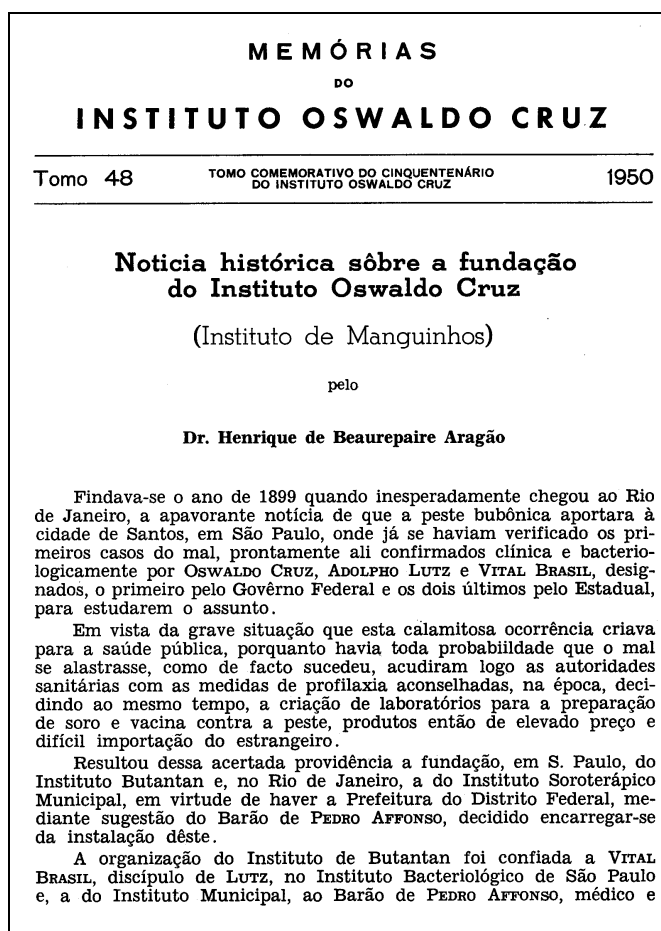 MEMÓRIAS
DO
INSTITUTO OSWALDO CRUZ
Tomo 48 TOMO COMEMORATIVO DO CINQUENTENÁRIO DO INSTITUTO OSWALDO CRUZ 1950
Noticia histórica sôbre a fundação
do Instituto Oswaldo Cruz
(Instituto de Manguinhos)
pelo
Dr. Henrique de Beaurepaire Aragão
Findava-se o ano de 1899 quando inesperadamente chegou ao Rio
de Janeiro, a apavorante notícia de que a peste bubônica aportara à
cidade de Santos, em São Paulo, onde já se haviam verificado os pri-
meiros casos do mal, prontamente ali confirmados clínica e bacterio-
logicamente por OSWALDO CRUZ, ADOLPHO LUTZ e VITAL BRASIL, desig-
nados, o primeiro pelo Govêrno Federal e os dois últimos pelo Estadual,
para estudarem o assunto.
Em vista da grave situação que esta calamitosa ocorrência criava
para a saúde pública, porquanto havia toda probabiildade que o mal
se alastrasse, como de facto sucedeu, acudiram logo as autoridades
sanitárias com as medidas de profilaxia aconselhadas, na época, deci-
dindo ao mesmo tempo, a criação de laboratórios para a preparação
de soro e vacina contra a peste, produtos então de elevado preço e
difícil importação do estrangeiro.
Resultou dessa acertada providência a fundação, em S. Paulo, do
Instituto Butantan e, no Rio de Janeiro, a do Instituto Soroterápico
Municipal, em virtude de haver a Prefeitura do Distrito Federal, me-
diante sugestão do Barão de PEDRO AFFONSO, decidido encarregar-se
da instalação dêste.
A organização do Instituto de Butantan foi confiada a VITAL
BRASIL, discípulo de LUTZ, no Instituto Bacteriológico de São Paulo
e, a do Instituto Municipal, ao Barão de PEDRO AFFONSO, médico e